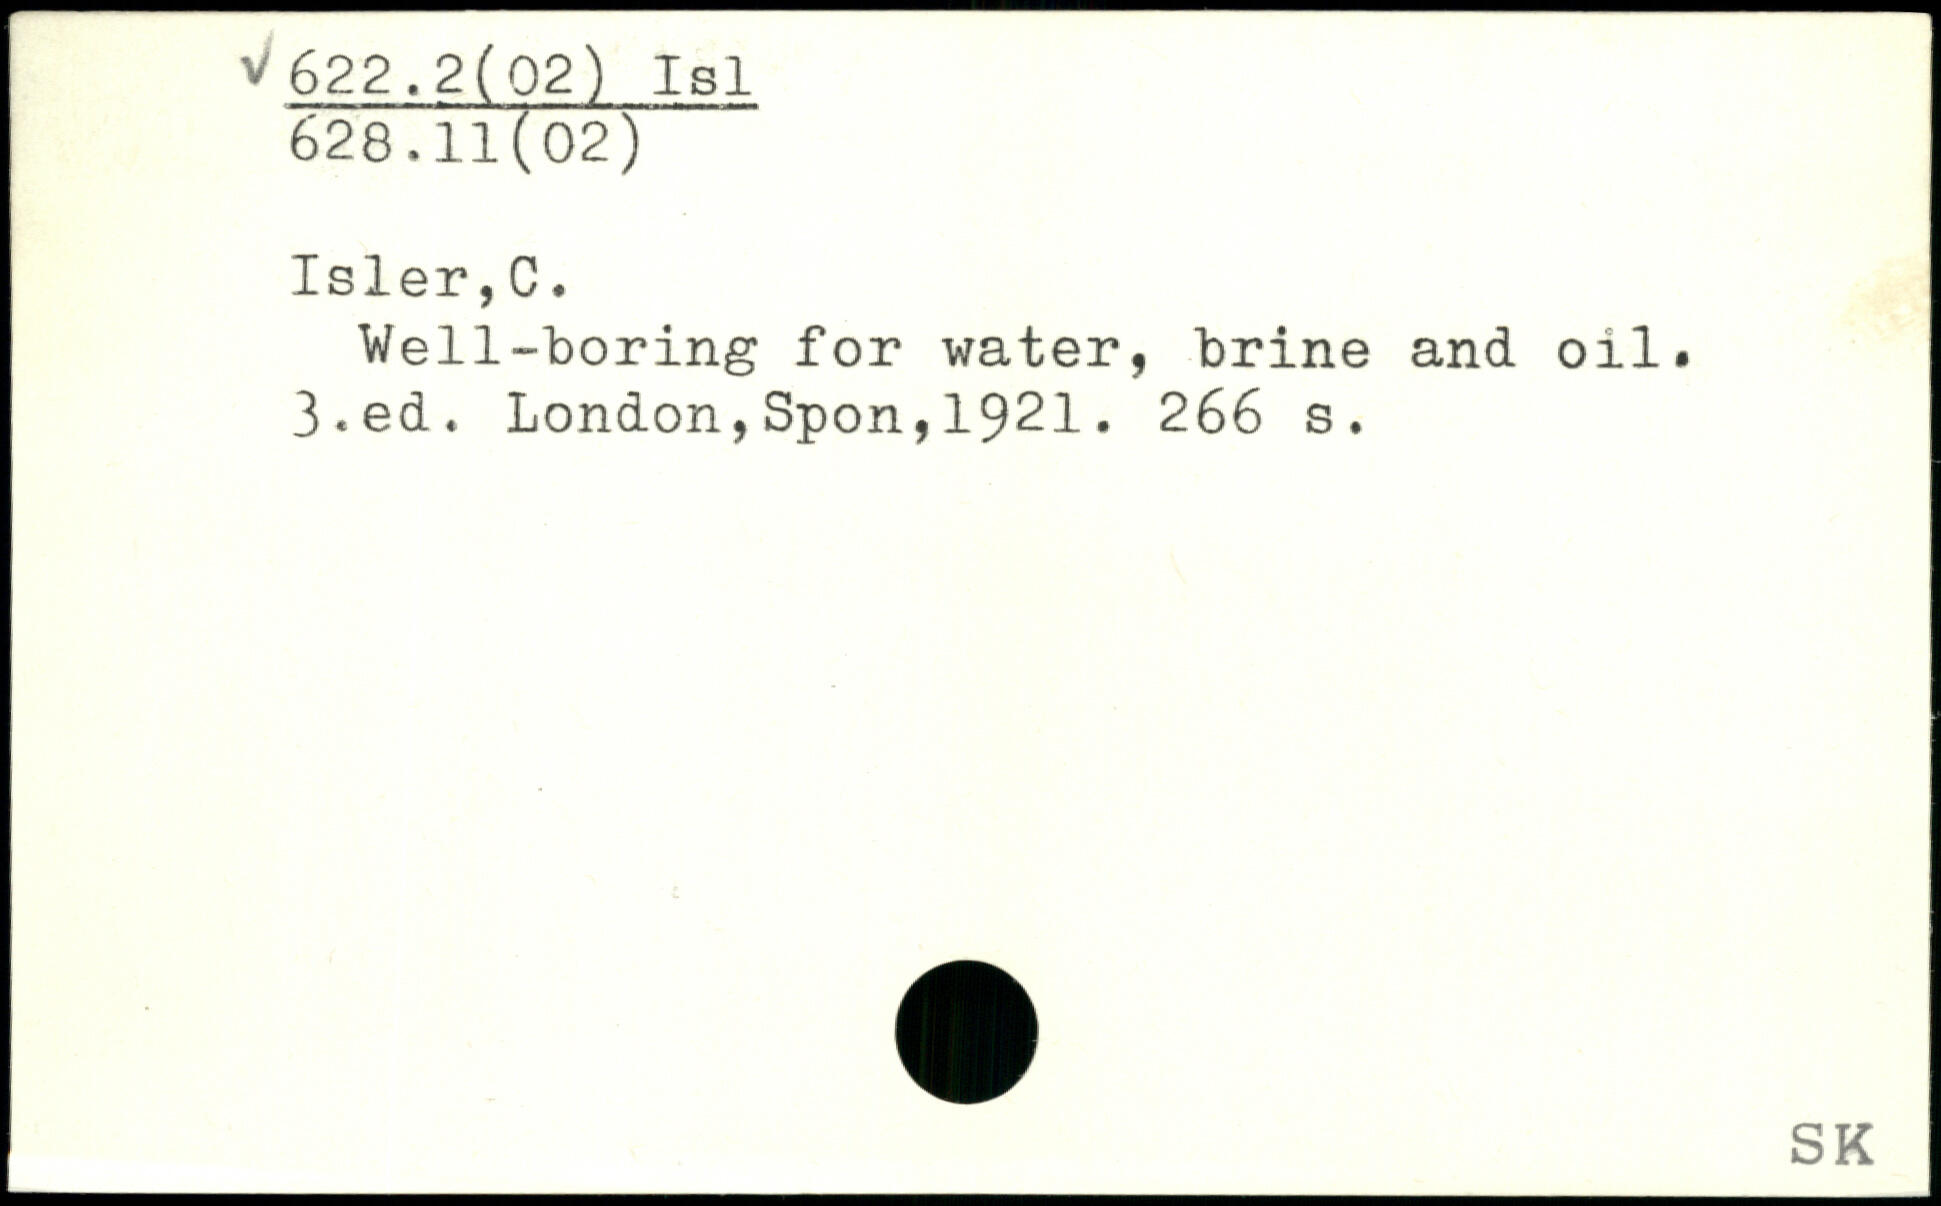 ✓ 622.2(02) Isl
628.11(02)
Isler,C.
Well-boring for water, brine and oil.
3.ed. London,Spon,1921. 266 s.
SK